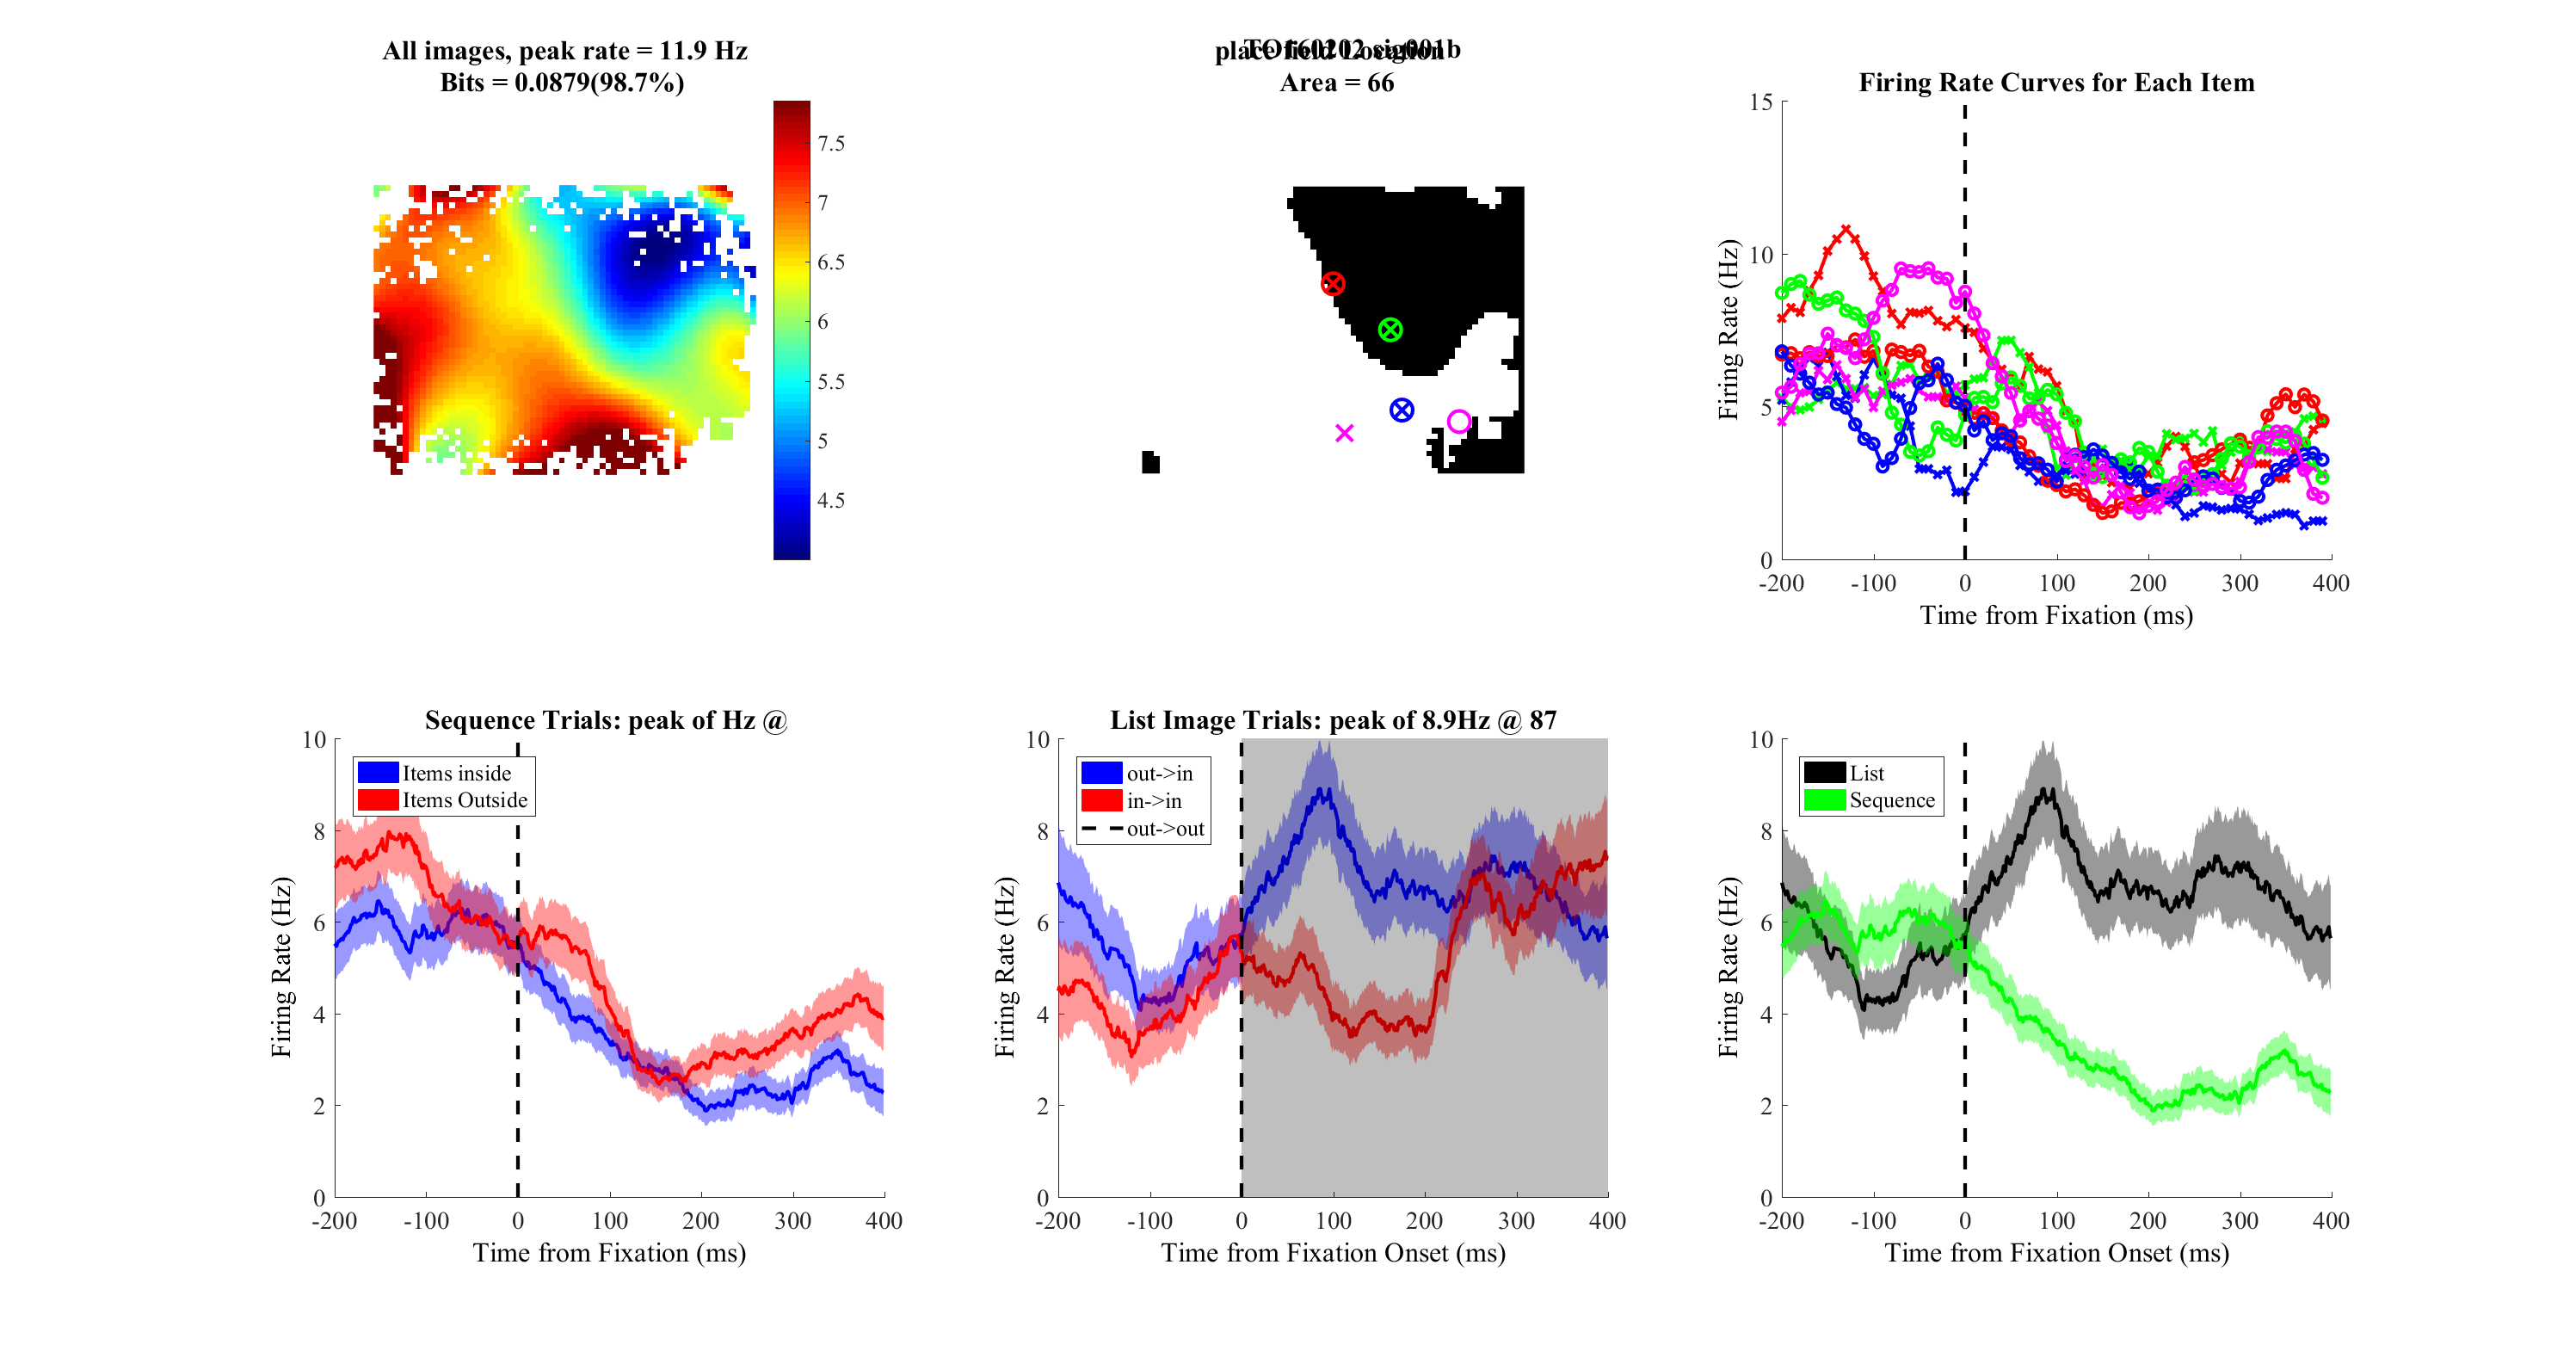 All images, peak rate = 11.9 Hz
Bits = 0.0879(98.7%)
7.5
7
6.5
6
5.5
5
4.5
place field Location
TO160202 sig001b
Area = 66
Firing Rate Curves for Each Item
Firing Rate (Hz)
15
10
5
0
-200 -100 0 100 200 300 400
Time from Fixation (ms)
Sequence Trials: peak of Hz @
Items inside
Items Outside
Firing Rate (Hz)
10
8
6
4
2
0
-200 -100 0 100 200 300 400
Time from Fixation (ms)
List Image Trials: peak of 8.9Hz @ 87
out->in
in->in
out->out
Firing Rate (Hz)
10
8
6
4
2
0
-200 -100 0 100 200 300 400
Time from Fixation Onset (ms)
List
Sequence
Firing Rate (Hz)
10
8
6
4
2
0
-200 -100 0 100 200 300 400
Time from Fixation Onset (ms)